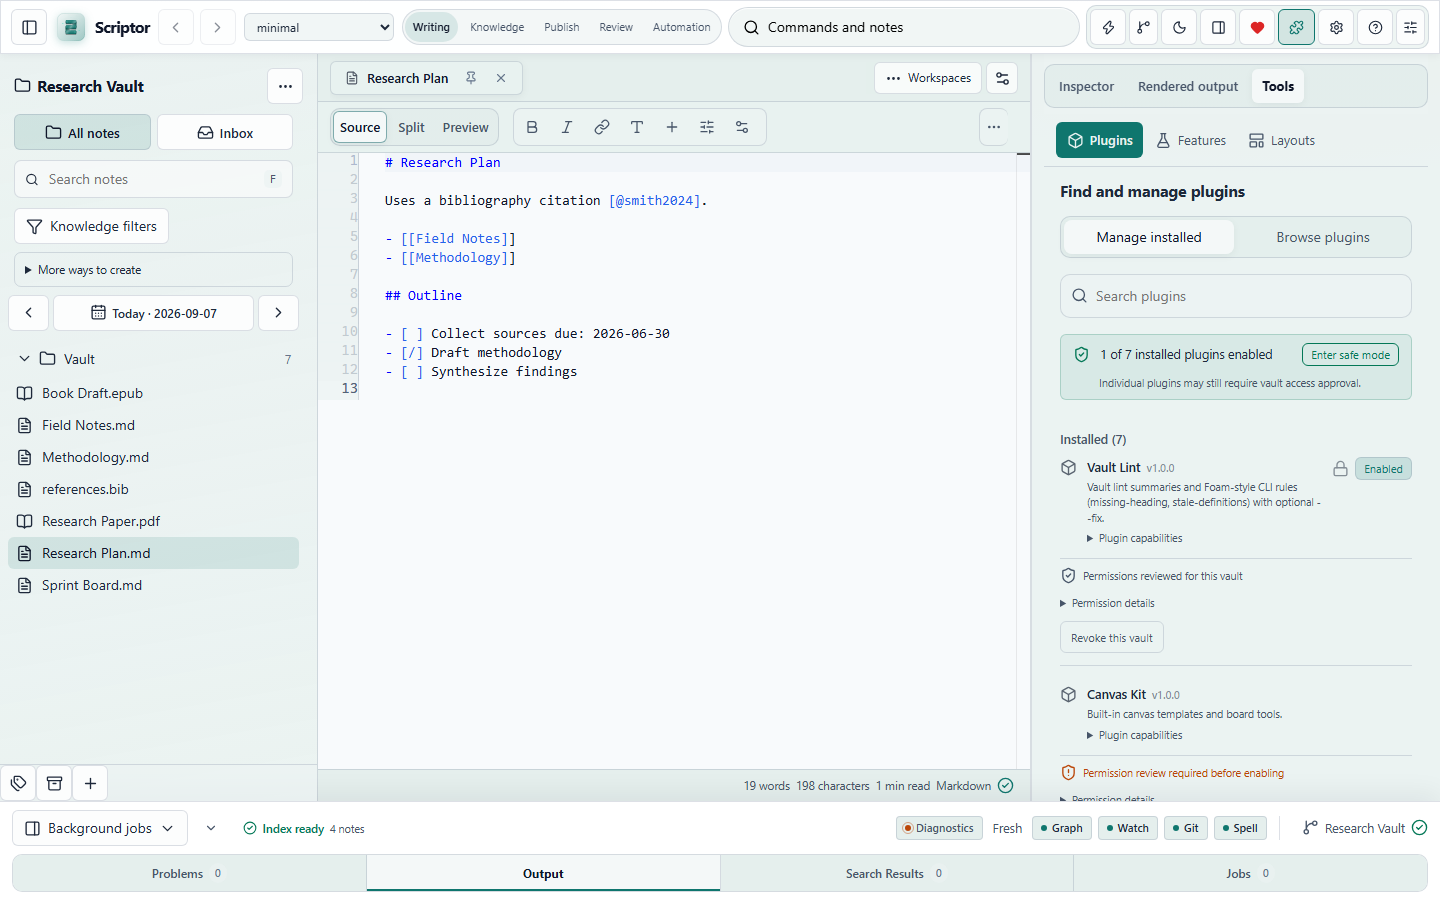 Scriptor
minimal
Writing
Knowledge
Publish
Review
Automation
Commands and notes
Research Vault
All notes
Inbox
Search notes
F
Knowledge filters
More ways to create
Today · 2026-09-07
Vault
7
Book Draft.epub
Field Notes.md
Methodology.md
references.bib
Research Paper.pdf
Research Plan.md
Sprint Board.md
Research Plan
Workspaces
Source
Split
Preview
1 # Research Plan
2
3 Uses a bibliography citation [@smith2024].
4
5 - [[Field Notes]]
6 - [[Methodology]]
7
8 ## Outline
9
10 - [ ] Collect sources due: 2026-06-30
11 - [/] Draft methodology
12 - [ ] Synthesize findings
13
19 words 198 characters 1 min read Markdown
Inspector
Rendered output
Tools
Plugins
Features
Layouts
Find and manage plugins
Manage installed
Browse plugins
Search plugins
1 of 7 installed plugins enabled
Enter safe mode
Individual plugins may still require vault access approval.
Installed (7)
Vault Lint v1.0.0
Enabled
Vault lint summaries and Foam-style CLI rules
(missing-heading, stale-definitions) with optional -
-fix.
Plugin capabilities
Permissions reviewed for this vault
Permission details
Revoke this vault
Canvas Kit v1.0.0
Built-in canvas templates and board tools.
Plugin capabilities
Permission review required before enabling
Permission details
Background jobs
Index ready 4 notes
Diagnostics
Fresh
Graph
Watch
Git
Spell
Research Vault
Problems 0
Output
Search Results 0
Jobs 0